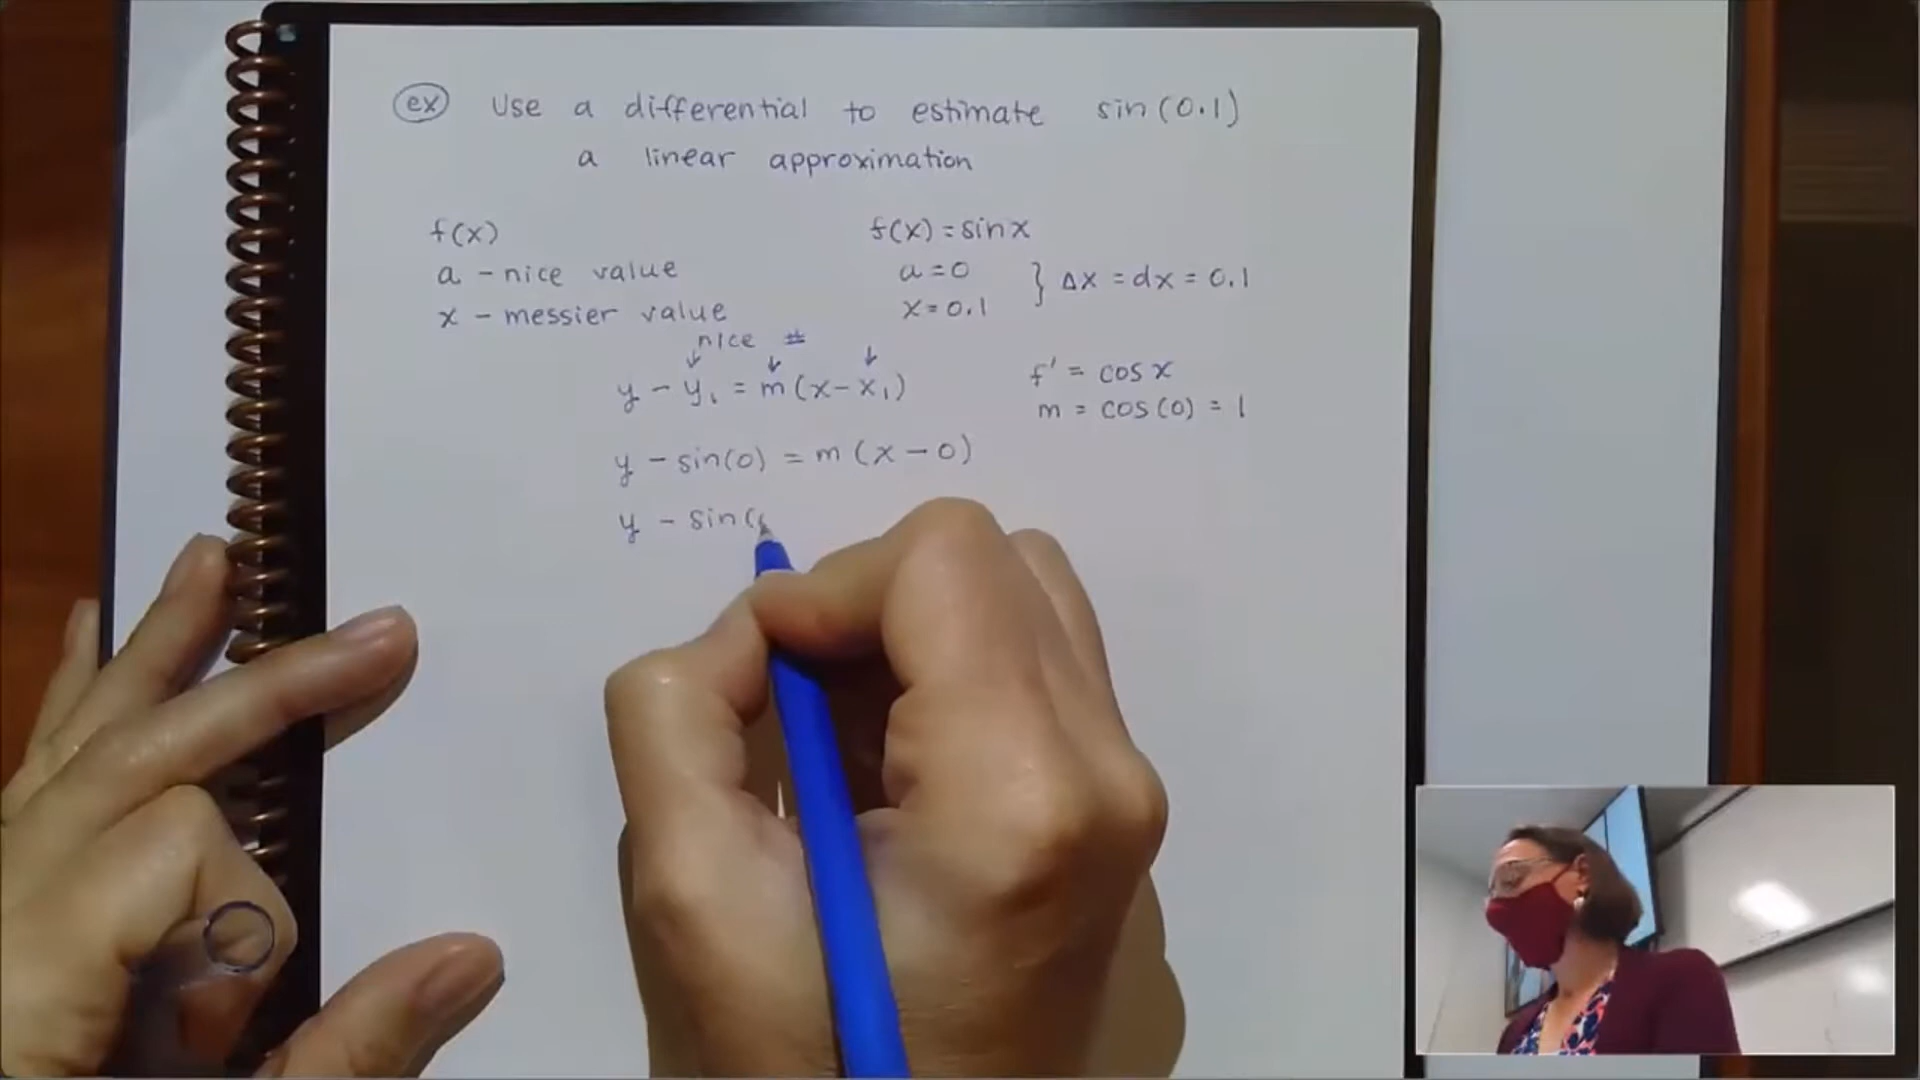 ex Use a differential to estimate sin(0.1)
a linear approximation
f(x)
a - nice value
x - messier value
f(x) = sin x
a = 0
x = 0.1
} Δx = dx = 0.1
nice #
y - y₁ = m(x - x₁)
f' = cos x
m = cos(0) = 1
y - sin(0) = m(x - 0)
y - sin(